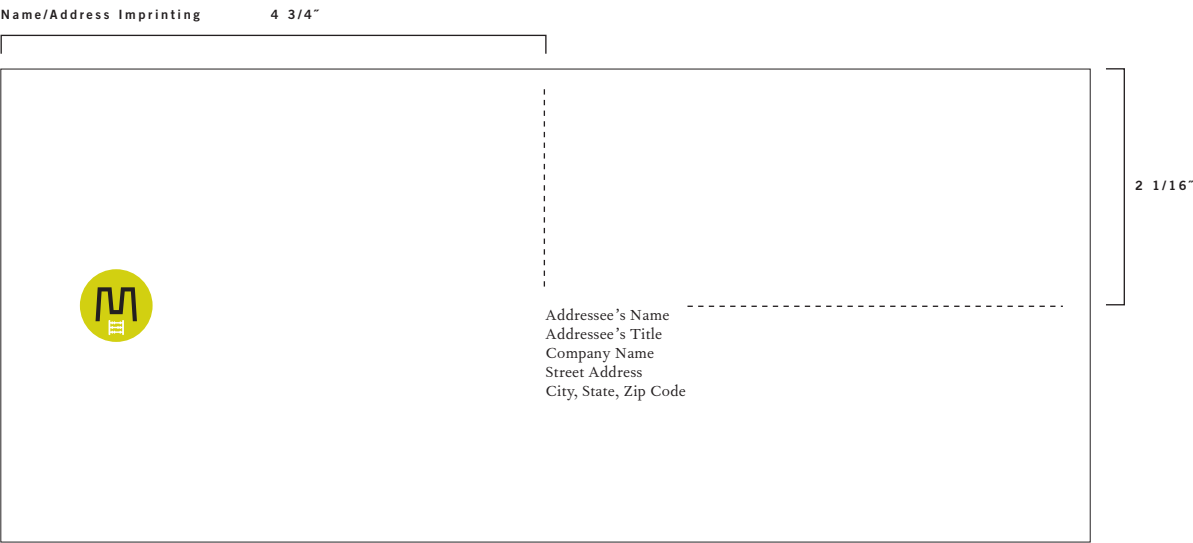 Name/Address Imprinting 4 3/4˝
2 1/16˝
M
Addressee’s Name
Addressee’s Title
Company Name
Street Address
City, State, Zip Code